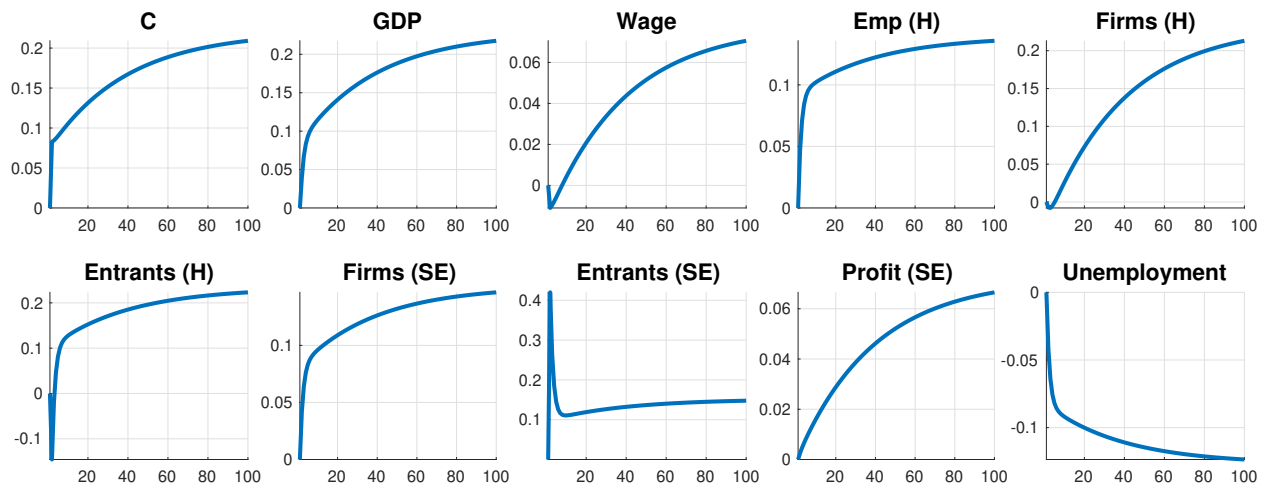 C GDP Wage Emp (H) Firms (H)
0.2 0.15 0.1 0.05 0
0.2 0.15 0.1 0.05 0
0.06 0.04 0.02 0
0.1 0.05 0
0.2 0.15 0.1 0.05 0
20 40 60 80 100 20 40 60 80 100 20 40 60 80 100 20 40 60 80 100 20 40 60 80 100
Entrants (H) Firms (SE) Entrants (SE) Profit (SE) Unemployment
0.2 0.1 0 -0.1
0.1 0.05 0
0.4 0.3 0.2 0.1
0.06 0.04 0.02 0
0 -0.05 -0.1
20 40 60 80 100 20 40 60 80 100 20 40 60 80 100 20 40 60 80 100 20 40 60 80 100